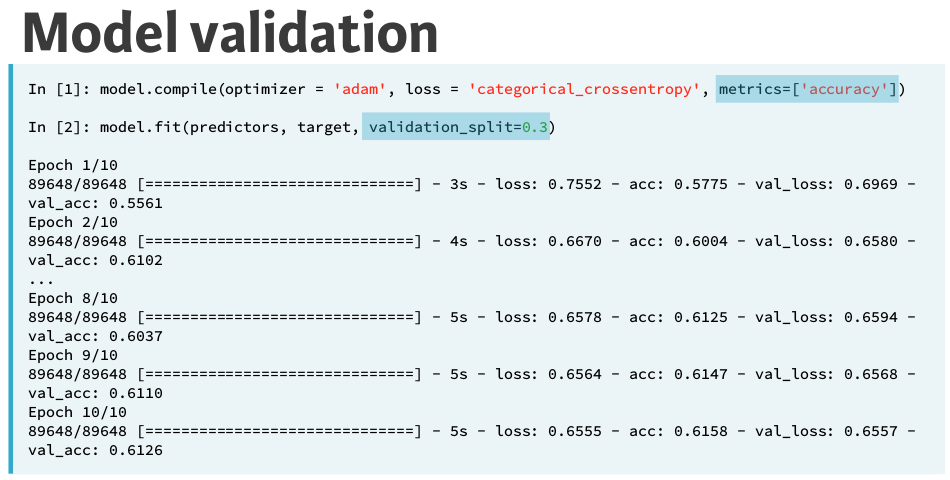 Model validation
In [1]: model.compile(optimizer = 'adam', loss = 'categorical_crossentropy', metrics=['accuracy'])
In [2]: model.fit(predictors, target, validation_split=0.3)
Epoch 1/10
89648/89648 [==============================] - 3s - loss: 0.7552 - acc: 0.5775 - val_loss: 0.6969 -
val_acc: 0.5561
Epoch 2/10
89648/89648 [==============================] - 4s - loss: 0.6670 - acc: 0.6004 - val_loss: 0.6580 -
val_acc: 0.6102
...
Epoch 8/10
89648/89648 [==============================] - 5s - loss: 0.6578 - acc: 0.6125 - val_loss: 0.6594 -
val_acc: 0.6037
Epoch 9/10
89648/89648 [==============================] - 5s - loss: 0.6564 - acc: 0.6147 - val_loss: 0.6568 -
val_acc: 0.6110
Epoch 10/10
89648/89648 [==============================] - 5s - loss: 0.6555 - acc: 0.6158 - val_loss: 0.6557 -
val_acc: 0.6126